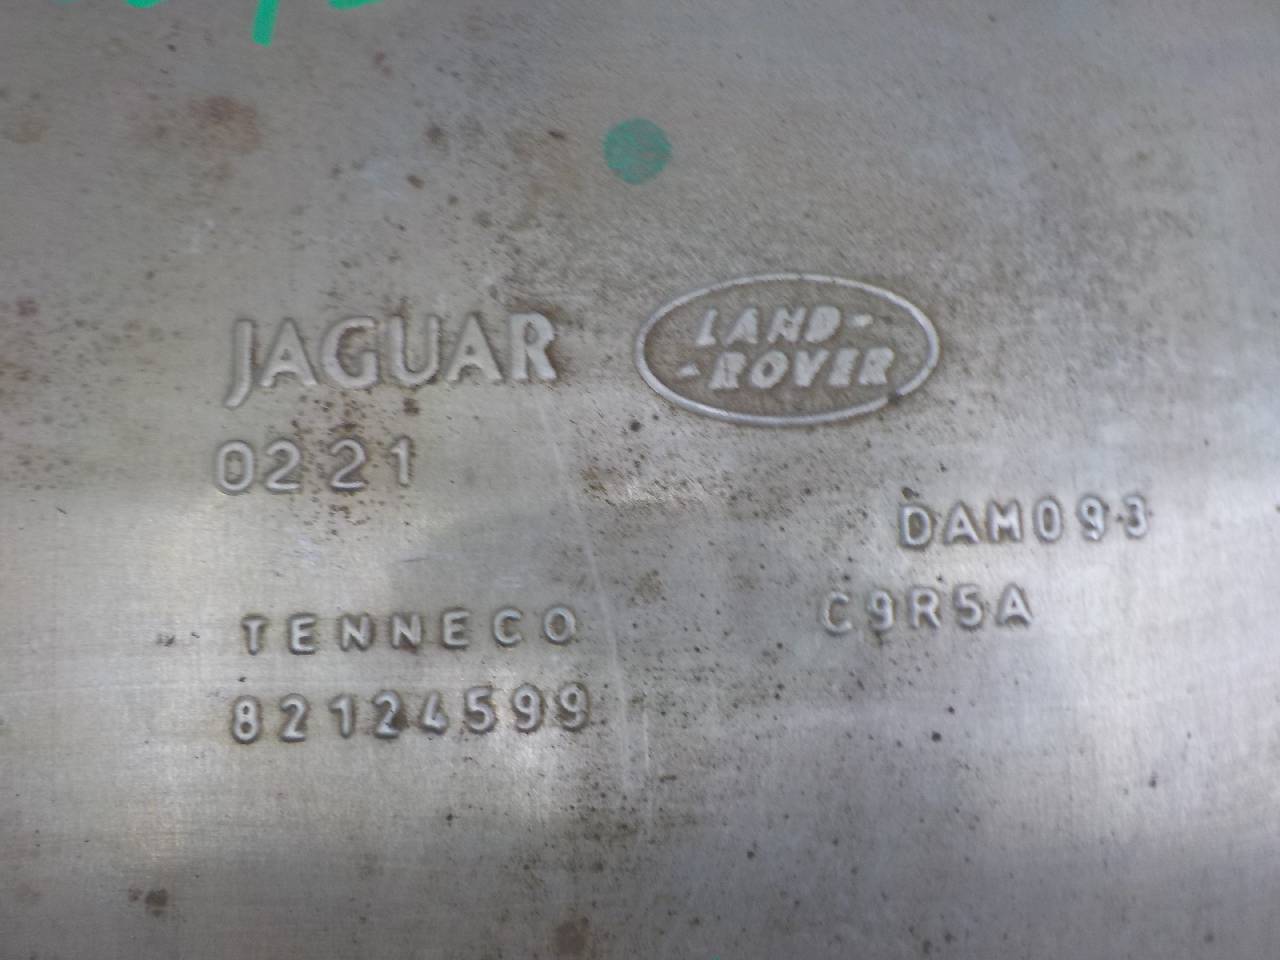 JAGUAR
LAND-
-ROVER
0221
DAM093
C9R5A
TENNECO
82124599